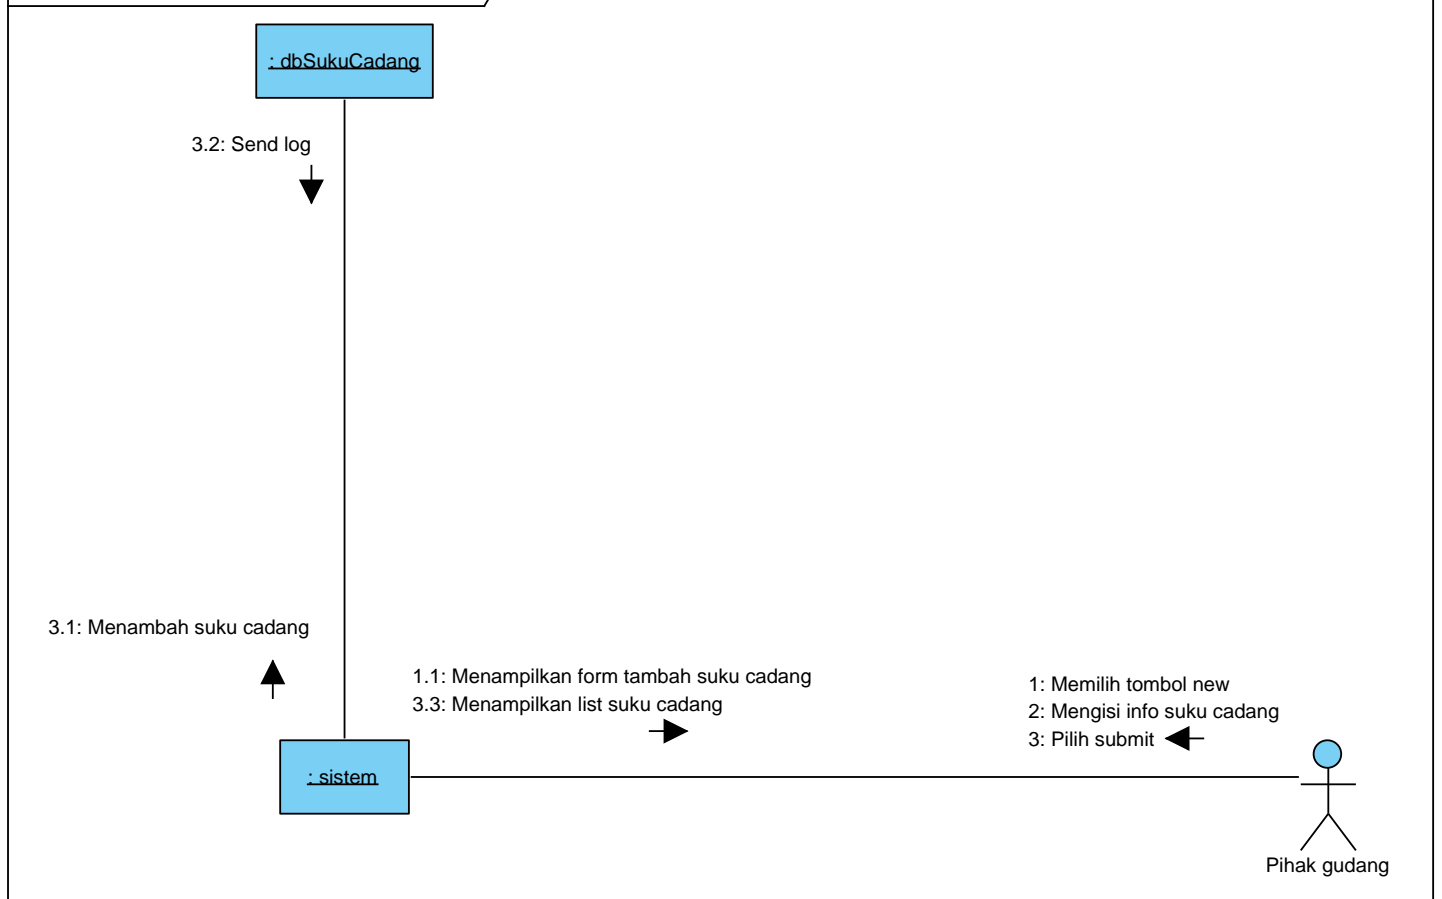 : dbSukuCadang
3.2: Send log
3.1: Menambah suku cadang
1.1: Menampilkan form tambah suku cadang
3.3: Menampilkan list suku cadang
1: Memilih tombol new
2: Mengisi info suku cadang
3: Pilih submit
: sistem
Pihak gudang